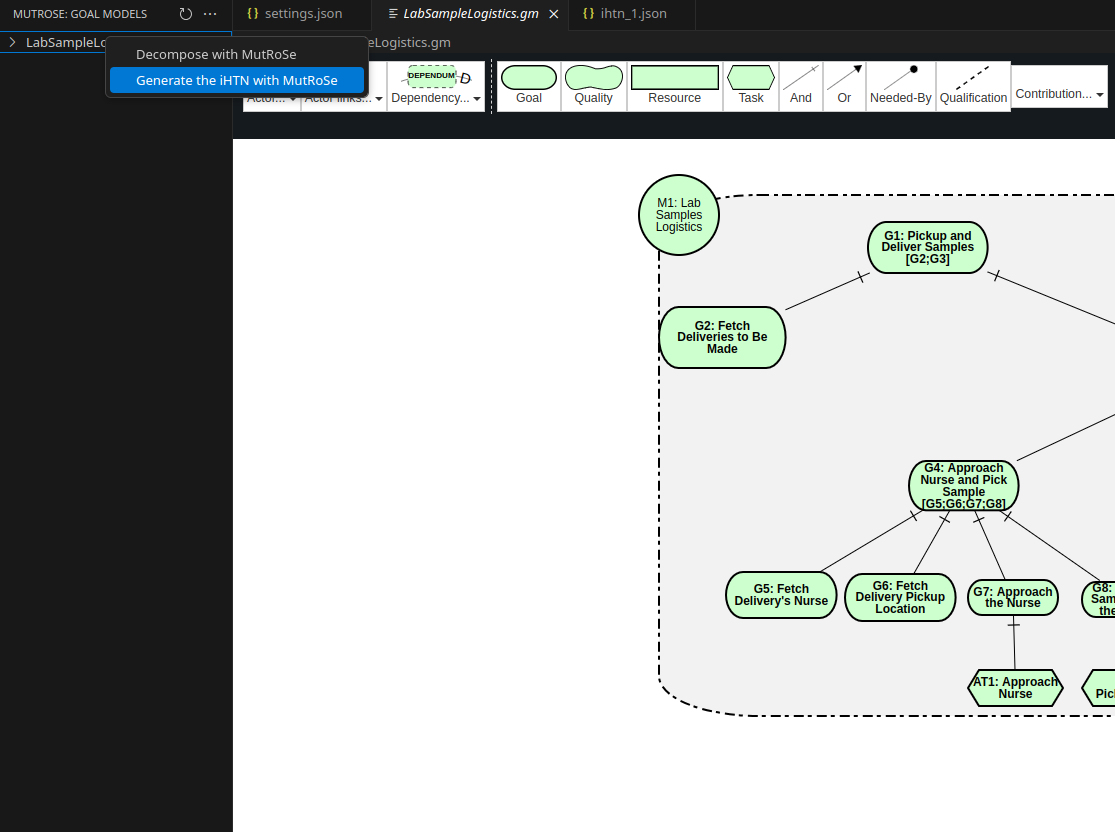 MUTROSE: GOAL MODELS
{} settings.json
LabSampleLogistics.gm
{} ihtn_1.json
LabSampleLo
eLogistics.gm
Decompose with MutRoSe
Generate the iHTN with MutRoSe
Actor...
Actor links...
DEPENDUM
D
Dependency...
Goal
Quality
Resource
Task
And
Or
Needed-By
Qualification
Contribution...
M1: Lab
Samples
Logistics
G1: Pickup and
Deliver Samples
[G2;G3]
G2: Fetch
Deliveries to Be
Made
G4: Approach
Nurse and Pick
Sample
[G5;G6;G7;G8]
G5: Fetch
Delivery's Nurse
G6: Fetch
Delivery Pickup
Location
G7: Approach
the Nurse
G8:
Sam
the
AT1: Approach
Nurse
Pic